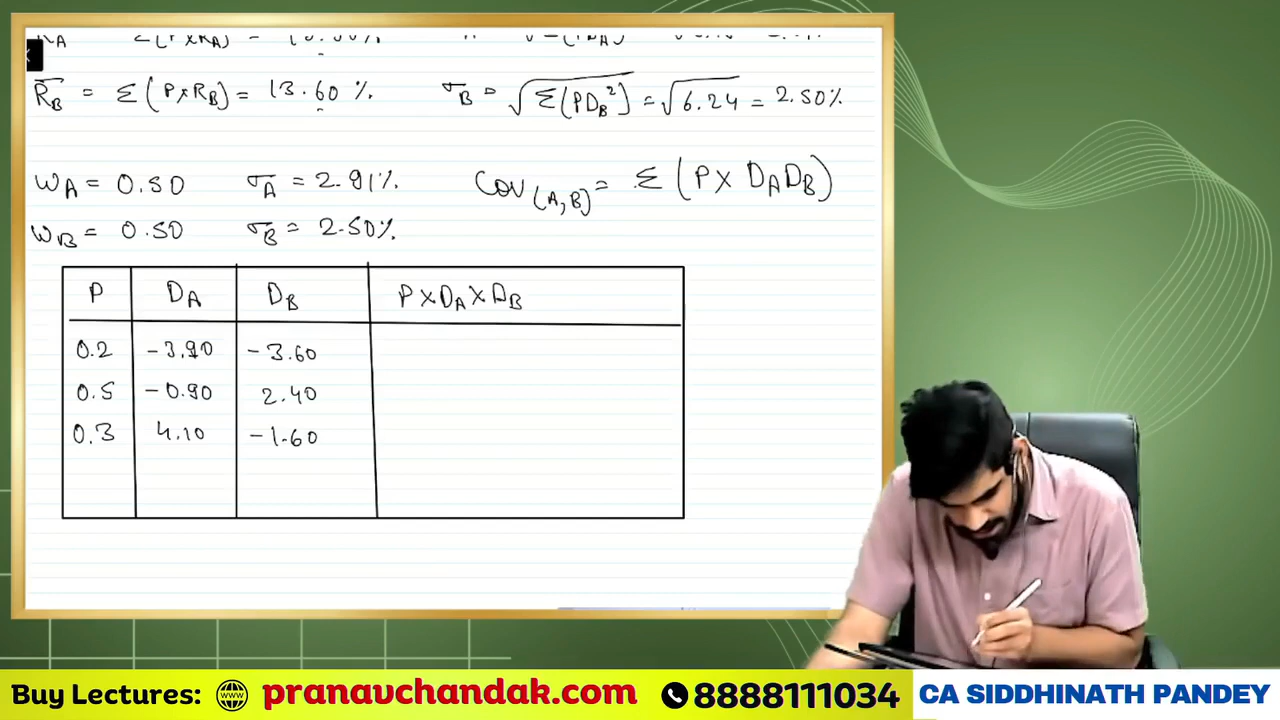 R̄B = Σ(P×RB) = 13.60 %. σB = √Σ(PDB²) = √6.24 = 2.50%
WA = 0.50 σA = 2.91%. COV(A,B) = Σ(P× DADB)
WB = 0.50 σB = 2.50%.
P DA DB P×DA×DB
0.2 -3.90 -3.60
0.5 -0.90 2.40
0.3 4.10 -1.60
Buy Lectures: pranavchandak.com 8888111034 CA SIDDHINATH PANDEY